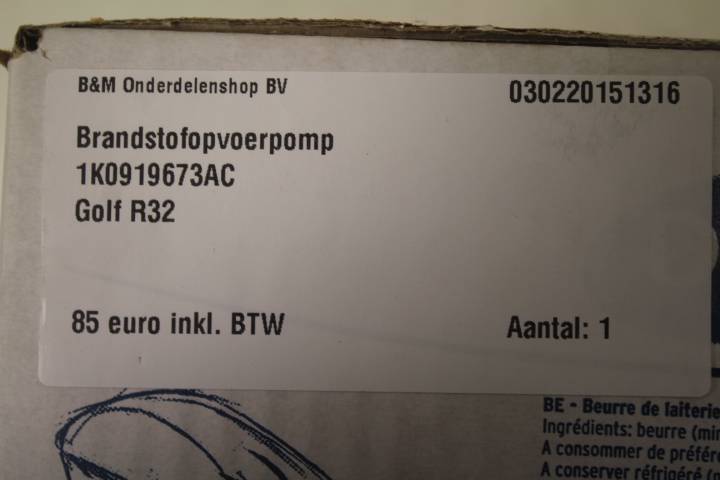 B&M Onderdelenshop BV
030220151316
Brandstofopvoerpomp
1K0919673AC
Golf R32
85 euro inkl. BTW
Aantal: 1
BE - Beurre de laiterie
Ingrédients: beurre
A consommer de
A conserver réfrigéré